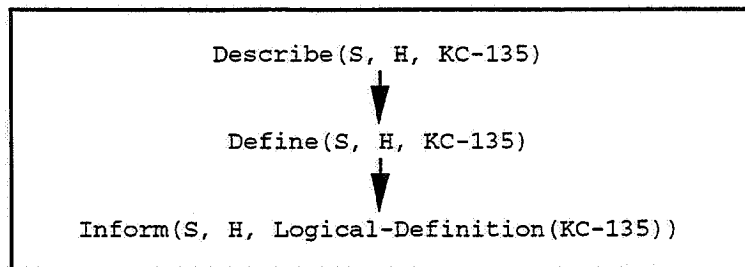 Describe(S, H, KC-135)
Define(S, H, KC-135)
Inform(S, H, Logical-Definition(KC-135))